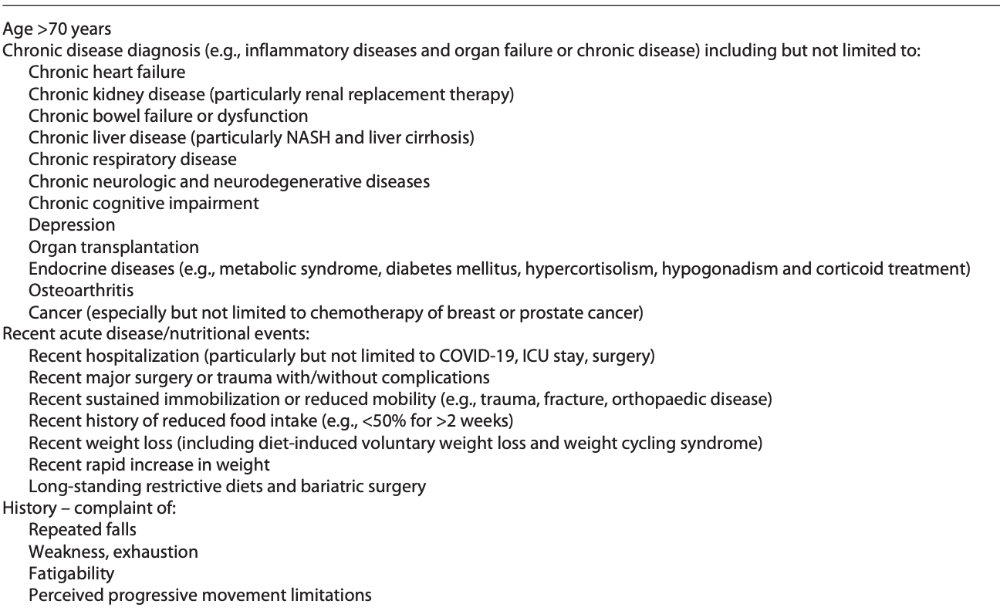 Age >70 years
Chronic disease diagnosis (e.g., inflammatory diseases and organ failure or chronic disease) including but not limited to:
Chronic heart failure
Chronic kidney disease (particularly renal replacement therapy)
Chronic bowel failure or dysfunction
Chronic liver disease (particularly NASH and liver cirrhosis)
Chronic respiratory disease
Chronic neurologic and neurodegenerative diseases
Chronic cognitive impairment
Depression
Organ transplantation
Endocrine diseases (e.g., metabolic syndrome, diabetes mellitus, hypercortisolism, hypogonadism and corticoid treatment)
Osteoarthritis
Cancer (especially but not limited to chemotherapy of breast or prostate cancer)
Recent acute disease/nutritional events:
Recent hospitalization (particularly but not limited to COVID-19, ICU stay, surgery)
Recent major surgery or trauma with/without complications
Recent sustained immobilization or reduced mobility (e.g., trauma, fracture, orthopaedic disease)
Recent history of reduced food intake (e.g., <50% for >2 weeks)
Recent weight loss (including diet-induced voluntary weight loss and weight cycling syndrome)
Recent rapid increase in weight
Long-standing restrictive diets and bariatric surgery
History – complaint of:
Repeated falls
Weakness, exhaustion
Fatigability
Perceived progressive movement limitations